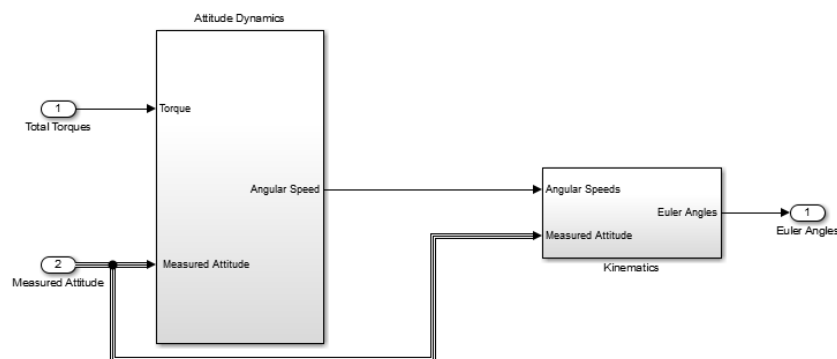 Attitude Dynamics
1
Torque
Total Torques
Angular Speed
Angular Speeds
Euler Angles
1
Euler Angles
Measured Attitude
2
Measured Attitude
Measured Attitude
Kinematics